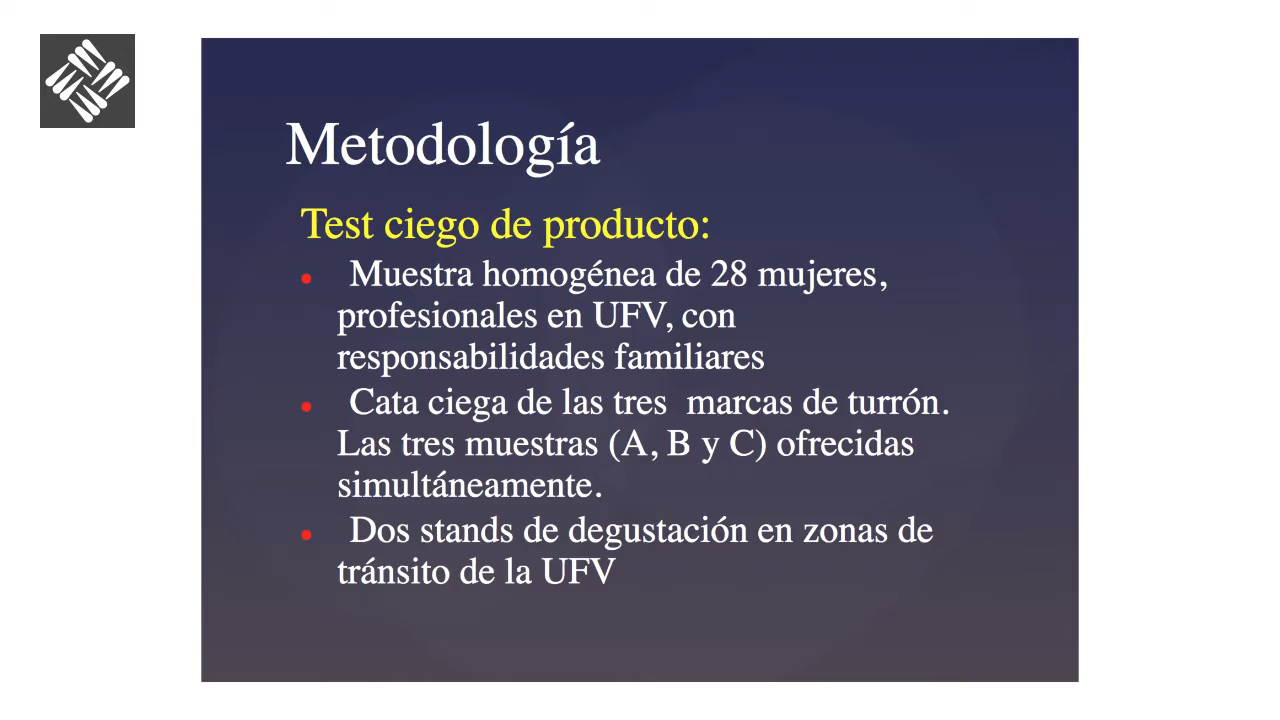 Metodología
Test ciego de producto:
• Muestra homogénea de 28 mujeres,
profesionales en UFV, con
responsabilidades familiares
• Cata ciega de las tres  marcas de turrón.
Las tres muestras (A, B y C) ofrecidas
simultáneamente.
• Dos stands de degustación en zonas de
tránsito de la UFV